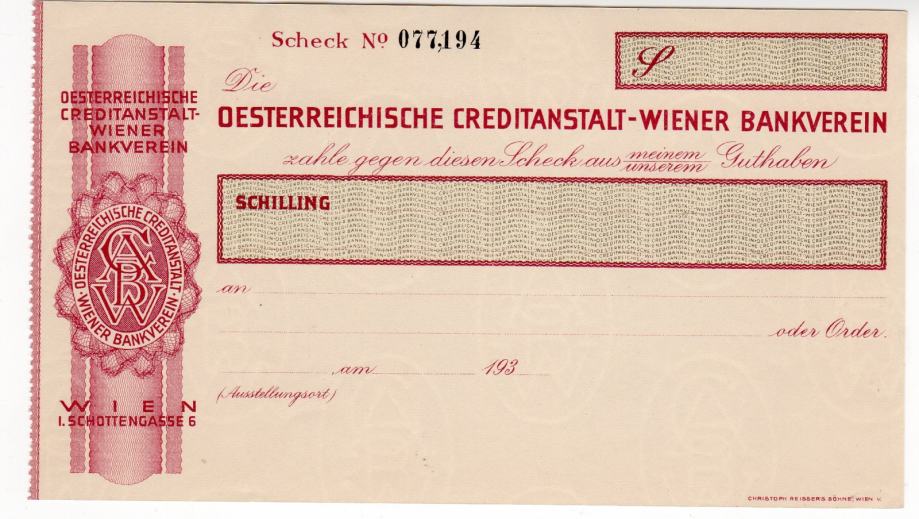 Scheck Nº 077,194
S
OESTERREICHISCHE
CREDITANSTALT-
WIENER
BANKVEREIN
Die
OESTERREICHISCHE CREDITANSTALT-WIENER BANKVEREIN
zahle gegen diesen Scheck aus meinem
unserem Guthaben
SCHILLING
OESTERREICHISCHE CREDITANSTALT-
WIENER BANKVEREIN
CABW
an
oder Order.
am 193
(Ausstellungsort)
WIEN
I. SCHOTTENGASSE 6
CHRISTOPH REISSER'S SÖHNE, WIEN V.